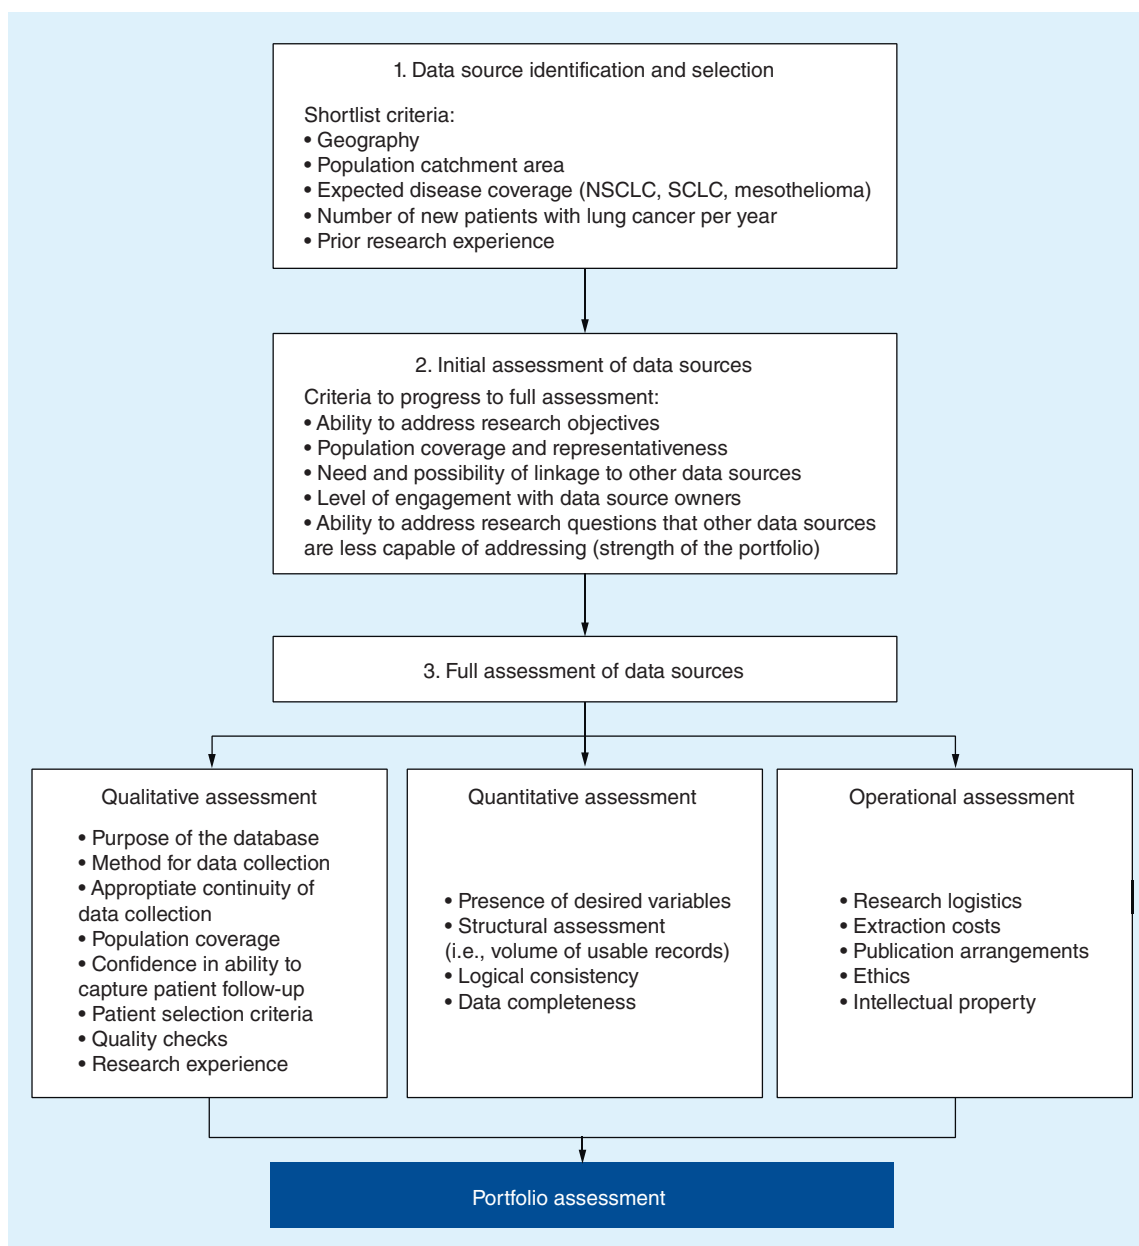 1. Data source identification and selection
Shortlist criteria:
• Geography
• Population catchment area
• Expected disease coverage (NSCLC, SCLC, mesothelioma)
• Number of new patients with lung cancer per year
• Prior research experience
2. Initial assessment of data sources
Criteria to progress to full assessment:
• Ability to address research objectives
• Population coverage and representativeness
• Need and possibility of linkage to other data sources
• Level of engagement with data source owners
• Ability to address research questions that other data sources
are less capable of addressing (strength of the portfolio)
3. Full assessment of data sources
Qualitative assessment
• Purpose of the database
• Method for data collection
• Approptiate continuity of
data collection
• Population coverage
• Confidence in ability to
capture patient follow-up
• Patient selection criteria
• Quality checks
• Research experience
Quantitative assessment
• Presence of desired variables
• Structural assessment
(i.e., volume of usable records)
• Logical consistency
• Data completeness
Operational assessment
• Research logistics
• Extraction costs
• Publication arrangements
• Ethics
• Intellectual property
Portfolio assessment